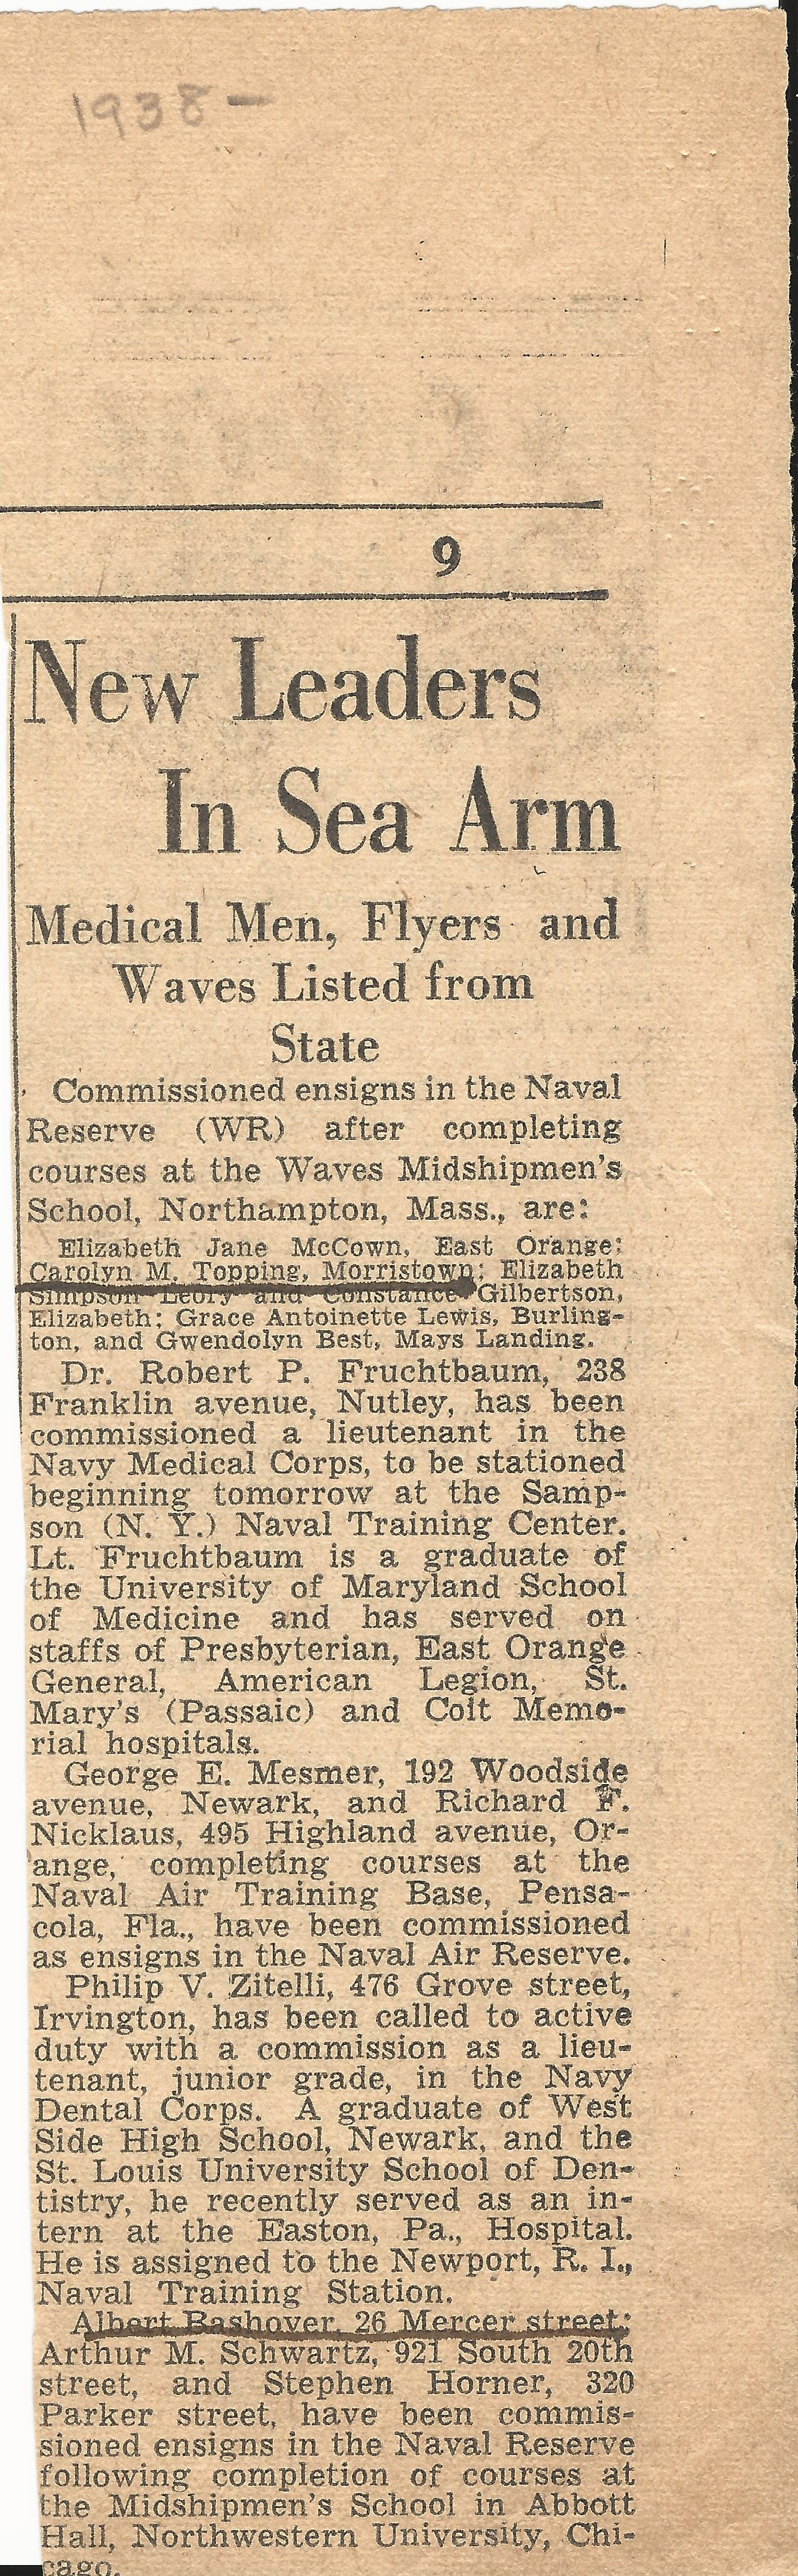 1938-
9
New Leaders
In Sea Arm
Medical Men, Flyers and
Waves Listed from
State
Commissioned ensigns in the Naval
Reserve (WR) after completing
courses at the Waves Midshipmen's
School, Northampton, Mass., are:
Elizabeth Jane McCown, East Orange;
Carolyn M. Topping, Morristown; Elizabeth
Simpson Leory and Constance Gilbertson,
Elizabeth; Grace Antoinette Lewis, Burling-
ton, and Gwendolyn Best, Mays Landing.
Dr. Robert P. Fruchtbaum, 238
Franklin avenue, Nutley, has been
commissioned a lieutenant in the
Navy Medical Corps, to be stationed
beginning tomorrow at the Samp-
son (N. Y.) Naval Training Center.
Lt. Fruchtbaum is a graduate of
the University of Maryland School
of Medicine and has served on
staffs of Presbyterian, East Orange
General, American Legion, St.
Mary's (Passaic) and Coit Memo-
rial hospitals.
George E. Mesmer, 192 Woodside
avenue, Newark, and Richard F.
Nicklaus, 495 Highland avenue, Or-
ange, completing courses at the
Naval Air Training Base, Pensa-
cola, Fla., have been commissioned
as ensigns in the Naval Air Reserve.
Philip V. Zitelli, 476 Grove street,
Irvington, has been called to active
duty with a commission as a lieu-
tenant, junior grade, in the Navy
Dental Corps. A graduate of West
Side High School, Newark, and the
St. Louis University School of Den-
tistry, he recently served as an in-
tern at the Easton, Pa., Hospital.
He is assigned to the Newport, R. I.,
Naval Training Station.
Albert Bashover, 26 Mercer street;
Arthur M. Schwartz, 921 South 20th
street, and Stephen Horner, 320
Parker street, have been commis-
sioned ensigns in the Naval Reserve
following completion of courses at
the Midshipmen's School in Abbott
Hall, Northwestern University, Chi-
cago.